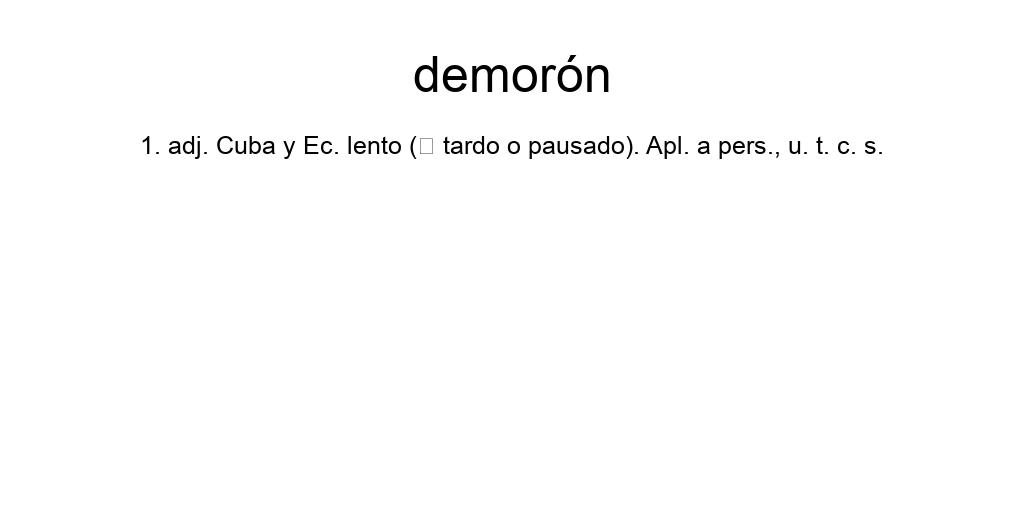 demorón
1. adj. Cuba y Ec. lento (▯ tardo o pausado). Apl. a pers., u. t. c. s.